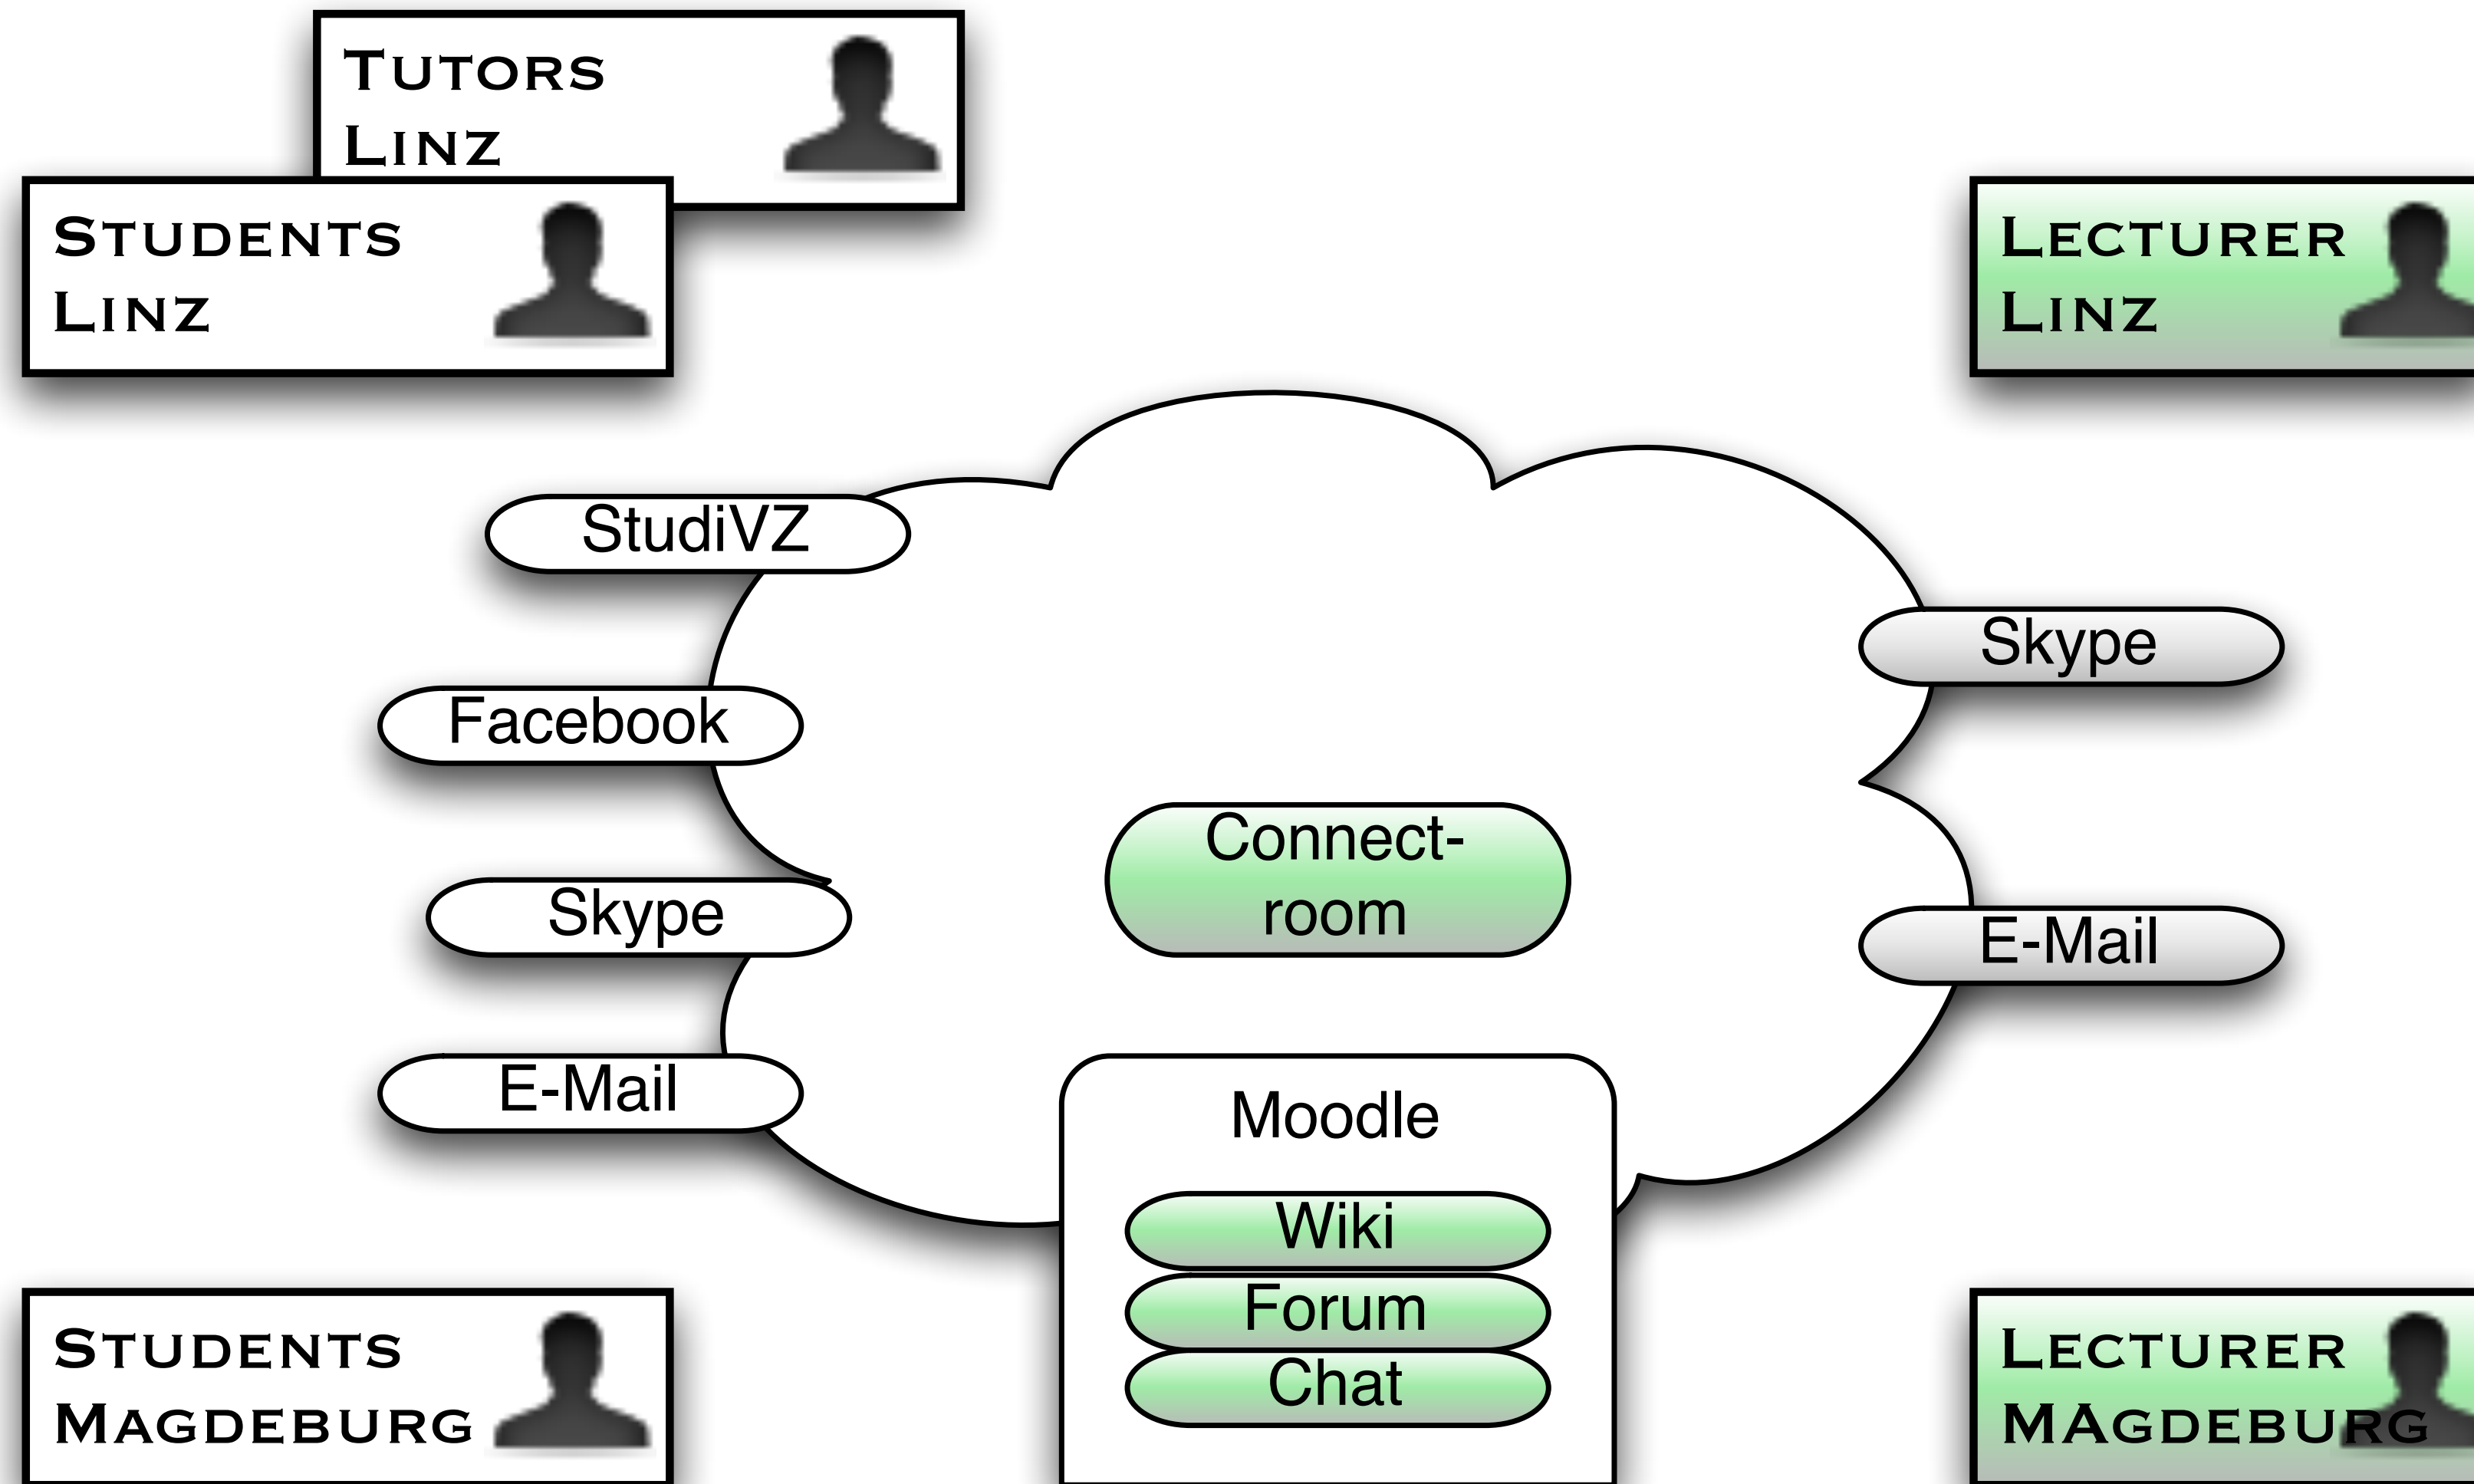 TUTORS
LINZ
STUDENTS
LINZ
LECTURER
LINZ
StudiVZ
Facebook
Skype
E-Mail
Connect-
room
Skype
E-Mail
Moodle
Wiki
Forum
Chat
STUDENTS
MAGDEBURG
LECTURER
MAGDEBURG